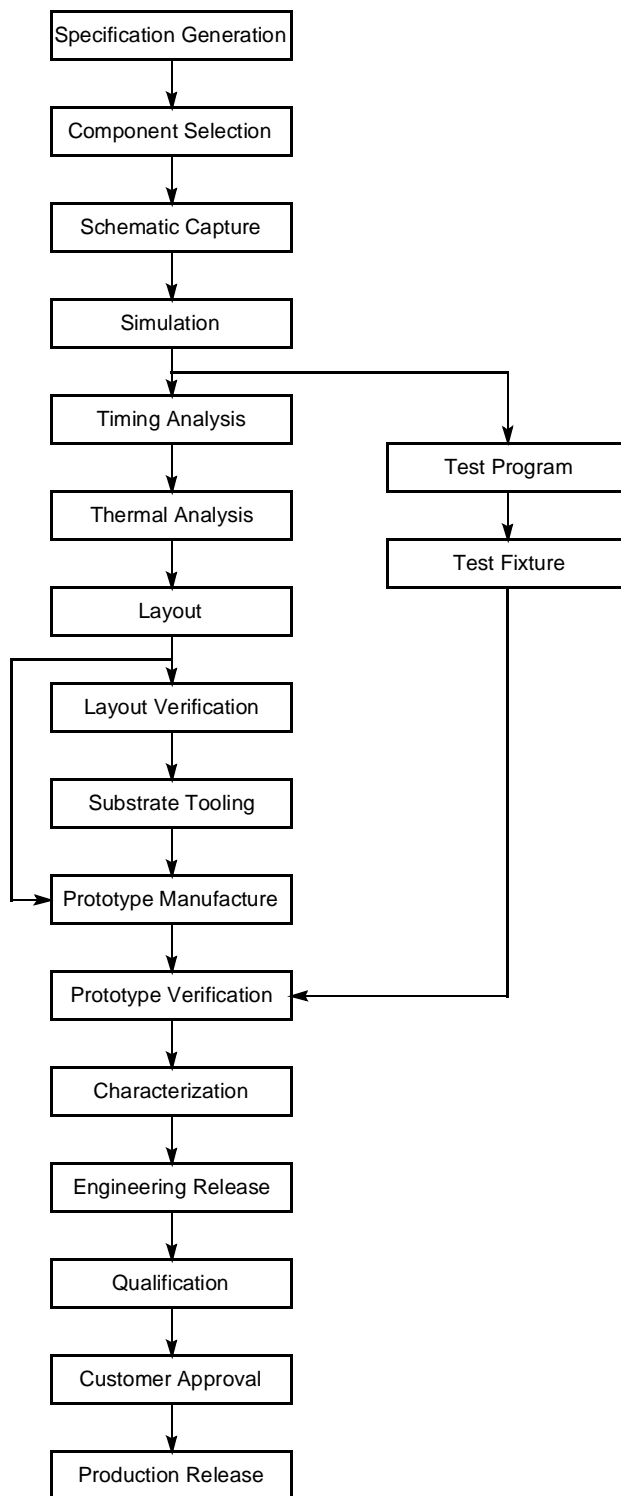 Specification Generation
Component Selection
Schematic Capture
Simulation
Timing Analysis
Test Program
Thermal Analysis
Test Fixture
Layout
Layout Verification
Substrate Tooling
Prototype Manufacture
Prototype Verification
Characterization
Engineering Release
Qualification
Customer Approval
Production Release